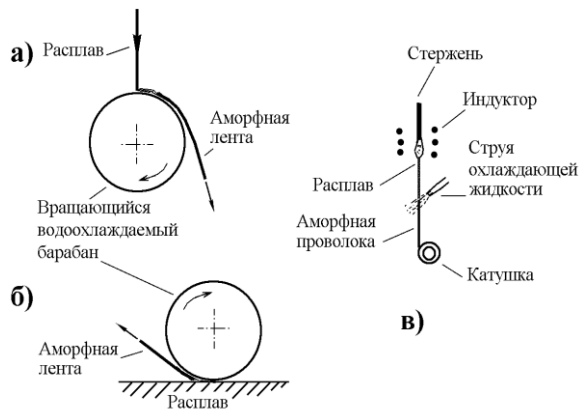 а)
Расплав
Аморфная
лента
Вращающийся
водоохлаждаемый
барабан
б)
Аморфная
лента
Расплав
Стержень
Индуктор
Струя
охлаждающей
жидкости
Расплав
Аморфная
проволока
Катушка
в)